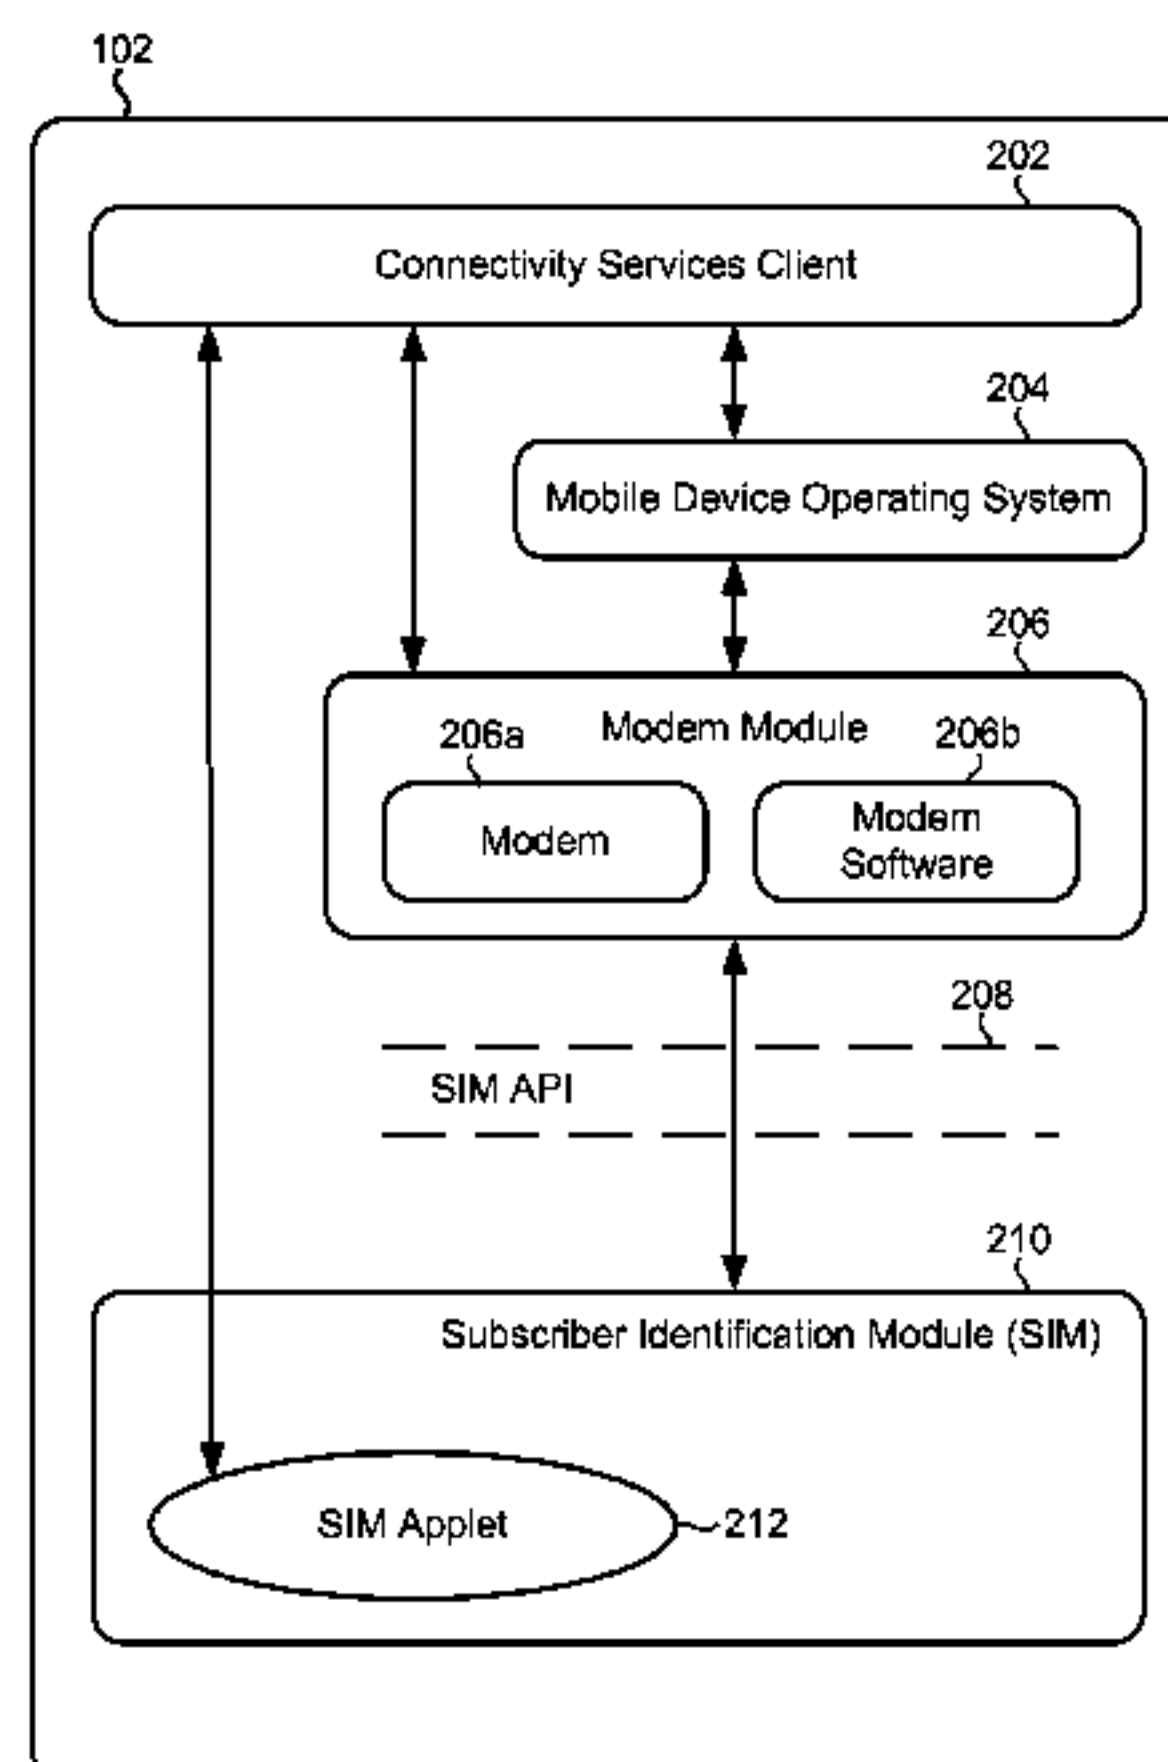 102
202
Connectivity Services Client
204
Mobile Device Operating System
206
Modem Module
206a
206b
Modem
Modem
Software
208
SIM API
210
Subscriber Identification Module (SIM)
SIM Applet
212